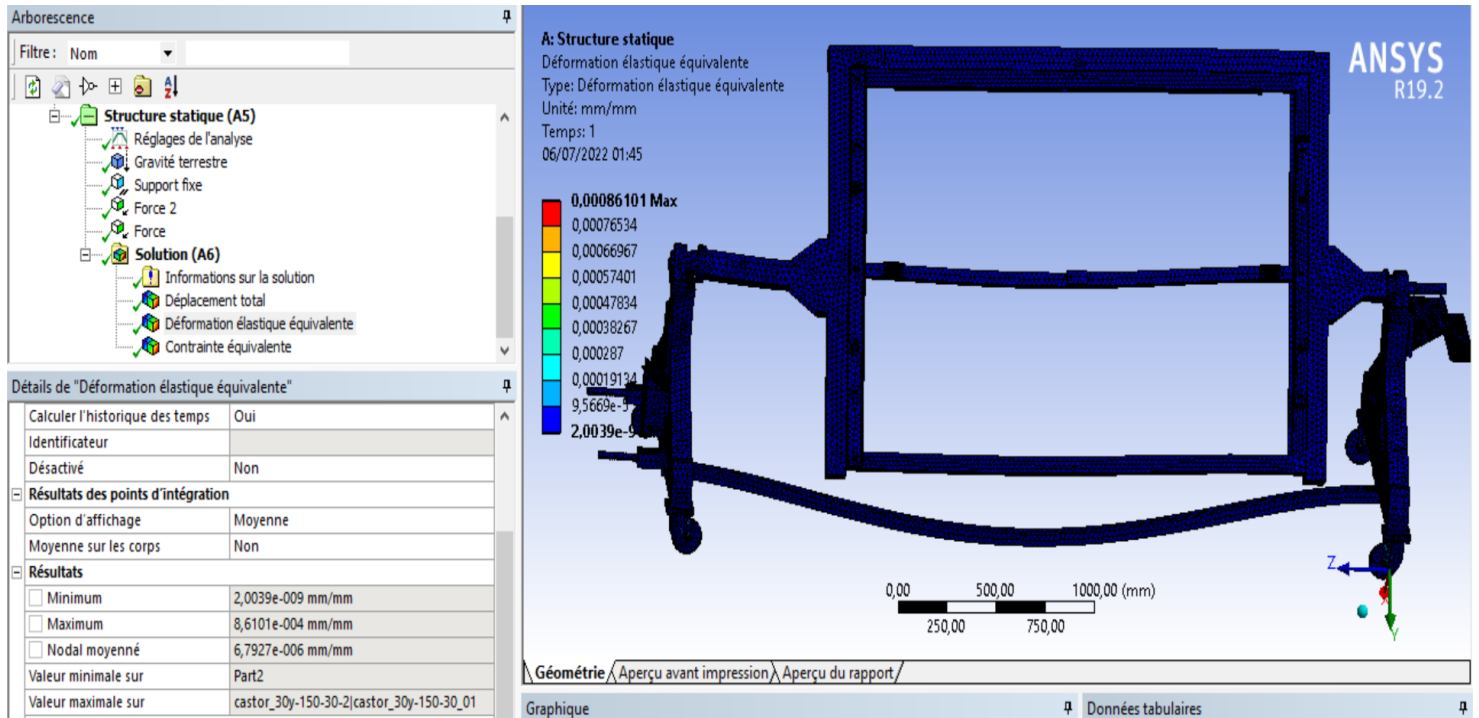 Arborescence
Filtre : Nom
Structure statique (A5)
Réglages de l'analyse
Gravité terrestre
Support fixe
Force 2
Force
Solution (A6)
Informations sur la solution
Déplacement total
Déformation élastique équivalente
Contrainte équivalente
Détails de "Déformation élastique équivalente"
Calculer l'historique des temps Oui
Identificateur
Désactivé Non
Résultats des points d'intégration
Option d'affichage Moyenne
Moyenne sur les corps Non
Résultats
Minimum 2,0039e-009 mm/mm
Maximum 8,6101e-004 mm/mm
Nodal moyenné 6,7927e-006 mm/mm
Valeur minimale sur Part2
Valeur maximale sur castor_30y-150-30-2|castor_30y-150-30_01
A: Structure statique
Déformation élastique équivalente
Type: Déformation élastique équivalente
Unité: mm/mm
Temps: 1
06/07/2022 01:45
0,00086101 Max
0,00076534
0,00066967
0,00057401
0,00047834
0,00038267
0,000287
0,00019134
9,5669e-5
2,0039e-9
ANSYS
R19.2
0,00 500,00 1000,00 (mm)
250,00 750,00
Z
X
Y
Géométrie Aperçu avant impression Aperçu du rapport
Graphique
Données tabulaires